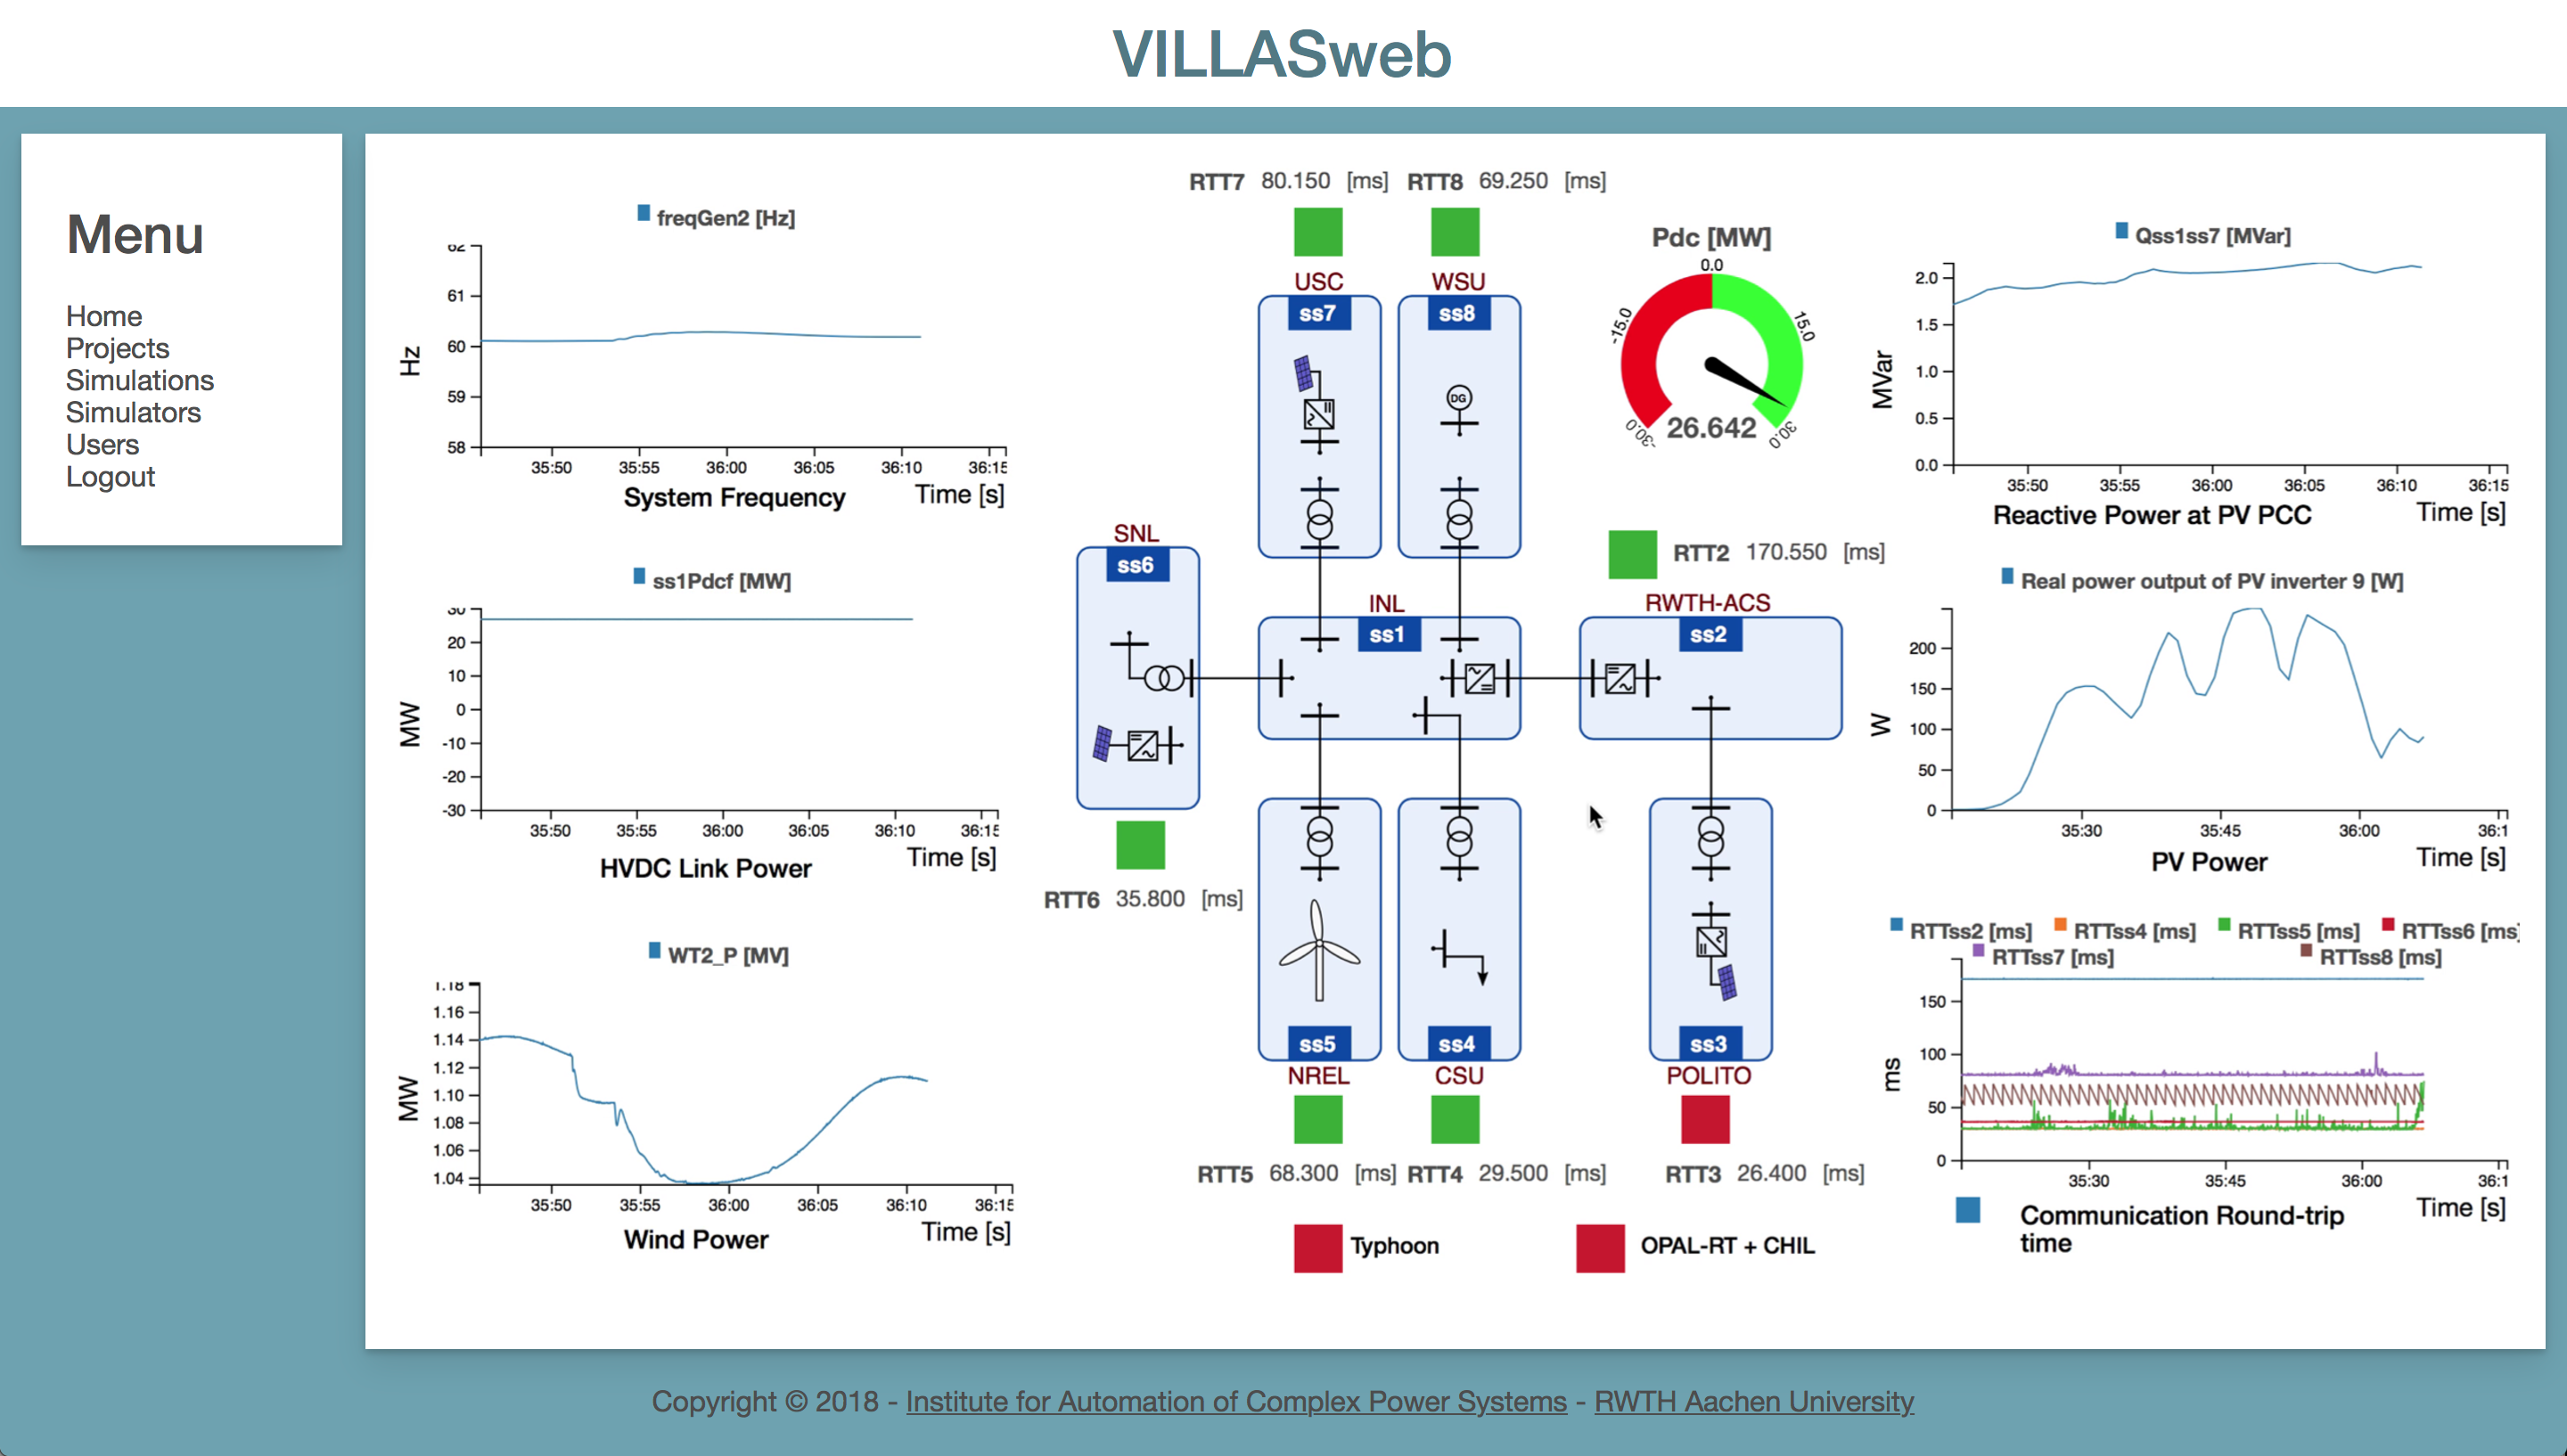 VILLASweb
Menu
Home
Projects
Simulations
Simulators
Users
Logout
freqGen2 [Hz]
62
61
60
59
58
Hz
35:50 35:55 36:00 36:05 36:10 36:15
System Frequency
Time [s]
ss1Pdcf [MW]
30
20
10
0
-10
-20
-30
MW
35:50 35:55 36:00 36:05 36:10 36:15
HVDC Link Power
Time [s]
WT2_P [MV]
1.18
1.16
1.14
1.12
1.10
1.08
1.06
1.04
MW
35:50 35:55 36:00 36:05 36:10 36:15
Wind Power
Time [s]
RTT7 80.150 [ms] RTT8 69.250 [ms]
USC WSU
ss7 ss8
DG
SNL
ss6
RTT6 35.800 [ms]
INL
ss1
RTT2 170.550 [ms]
RWTH-ACS
ss2
ss5 ss4 ss3
NREL CSU POLITO
RTT5 68.300 [ms] RTT4 29.500 [ms] RTT3 26.400 [ms]
Typhoon OPAL-RT + CHIL
Pdc [MW]
0.0
-15.0 15.0
-30.0 26.642 30.0
Qss1ss7 [MVar]
2.0
1.5
1.0
0.5
0.0
MVar
35:50 35:55 36:00 36:05 36:10 36:15
Reactive Power at PV PCC
Time [s]
Real power output of PV inverter 9 [W]
200
150
100
50
0
W
35:30 35:45 36:00 36:1
PV Power
Time [s]
RTTss2 [ms] RTTss4 [ms] RTTss5 [ms] RTTss6 [ms]
RTTss7 [ms] RTTss8 [ms]
150
100
50
0
ms
35:30 35:45 36:00 36:1
Communication Round-trip
time
Time [s]
Copyright © 2018 - Institute for Automation of Complex Power Systems - RWTH Aachen University